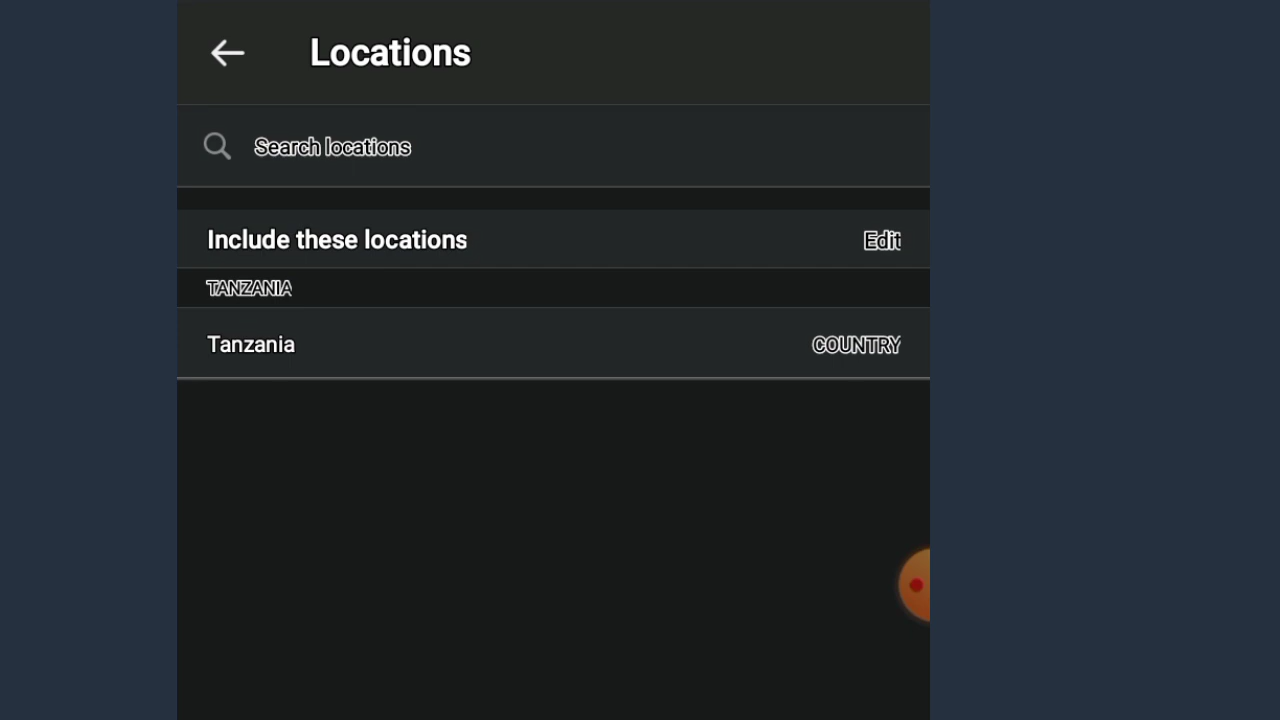 Locations
Search locations
Include these locations Edit
TANZANIA
Tanzania COUNTRY